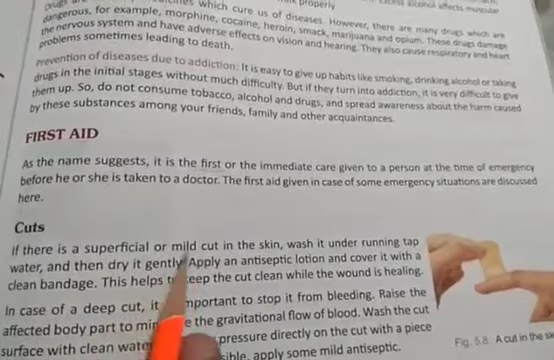 which cure us of diseases. However, there are many drugs which are
dangerous, for example, morphine, cocaine, heroin, smack, marijuana and opium. These drugs damage
the nervous system and have adverse effects on vision and hearing. They also cause respiratory and heart
problems sometimes leading to death.
Prevention of diseases due to addiction: It is easy to give up habits like smoking, drinking alcohol or taking
drugs in the initial stages without much difficulty. But if they turn into addiction, it is very difficult to give
them up. So, do not consume tobacco, alcohol and drugs, and spread awareness about the harm caused
by these substances among your friends, family and other acquaintances.
FIRST AID
As the name suggests, it is the first or the immediate care given to a person at the time of emergency
before he or she is taken to a doctor. The first aid given in case of some emergency situations are discussed
here.
Cuts
If there is a superficial or mild cut in the skin, wash it under running tap
water, and then dry it gently. Apply an antiseptic lotion and cover it with a
clean bandage. This helps keep the cut clean while the wound is healing.
In case of a deep cut, it important to stop it from bleeding. Raise the
affected body part to the gravitational flow of blood. Wash the cut
surface with clean pressure directly on the cut with a piece
apply some mild antiseptic.
Fig. 5.8 A cut in the